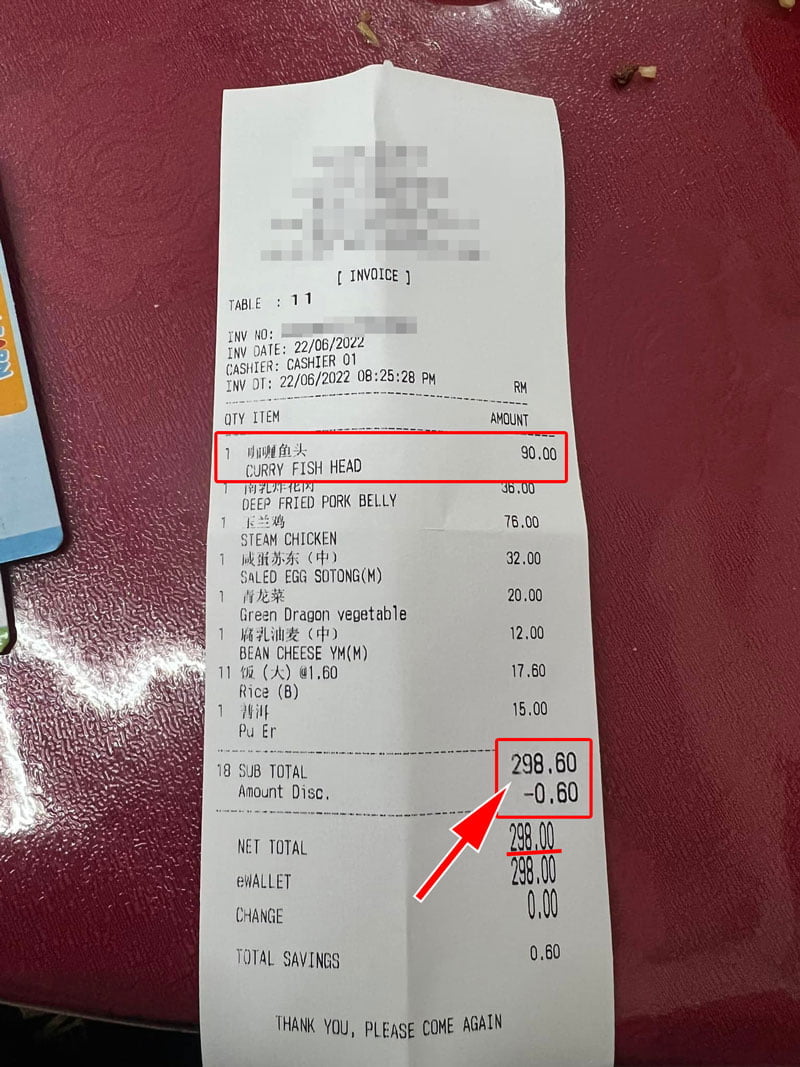 [ INVOICE ]
TABLE : 11
INV NO:
INV DATE: 22/06/2022
CASHIER: CASHIER 01
INV DT: 22/06/2022 08:25:28 PM
RM
QTY ITEM AMOUNT
1 咖喱鱼头 90.00
CURRY FISH HEAD
1 南乳炸花肉 36.00
DEEP FRIED PORK BELLY
1 玉兰鸡 76.00
STEAM CHICKEN
1 咸蛋苏东（中） 32.00
SALED EGG SOTONG(M)
1 青龙菜 20.00
Green Dragon vegetable
1 腐乳油麦（中） 12.00
BEAN CHEESE YM(M)
11 饭（大）@1.60 17.60
Rice (B)
1 普洱 15.00
Pu Er
18 SUB TOTAL 298.60
Amount Disc. -0.60
NET TOTAL 298.00
eWALLET 298.00
CHANGE 0.00
TOTAL SAVINGS 0.60
THANK YOU, PLEASE COME AGAIN